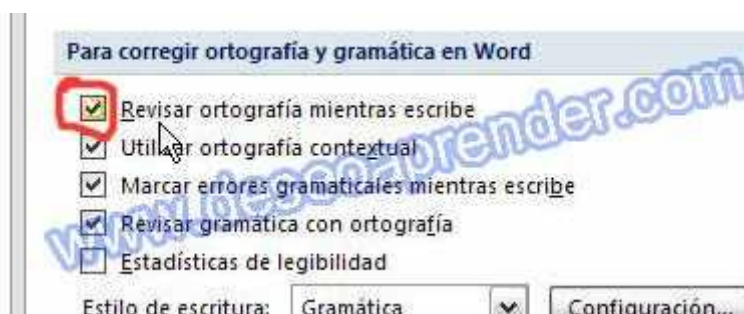 Para corregir ortografía y gramática en Word
Revisar ortografía mientras escribe
Utilizar ortografía contextual
Marcar errores gramaticales mientras escribe
Revisar gramática con ortografía
Estadísticas de legibilidad
Estilo de escritura: Gramática Configuración...
www.deseoaprender.com